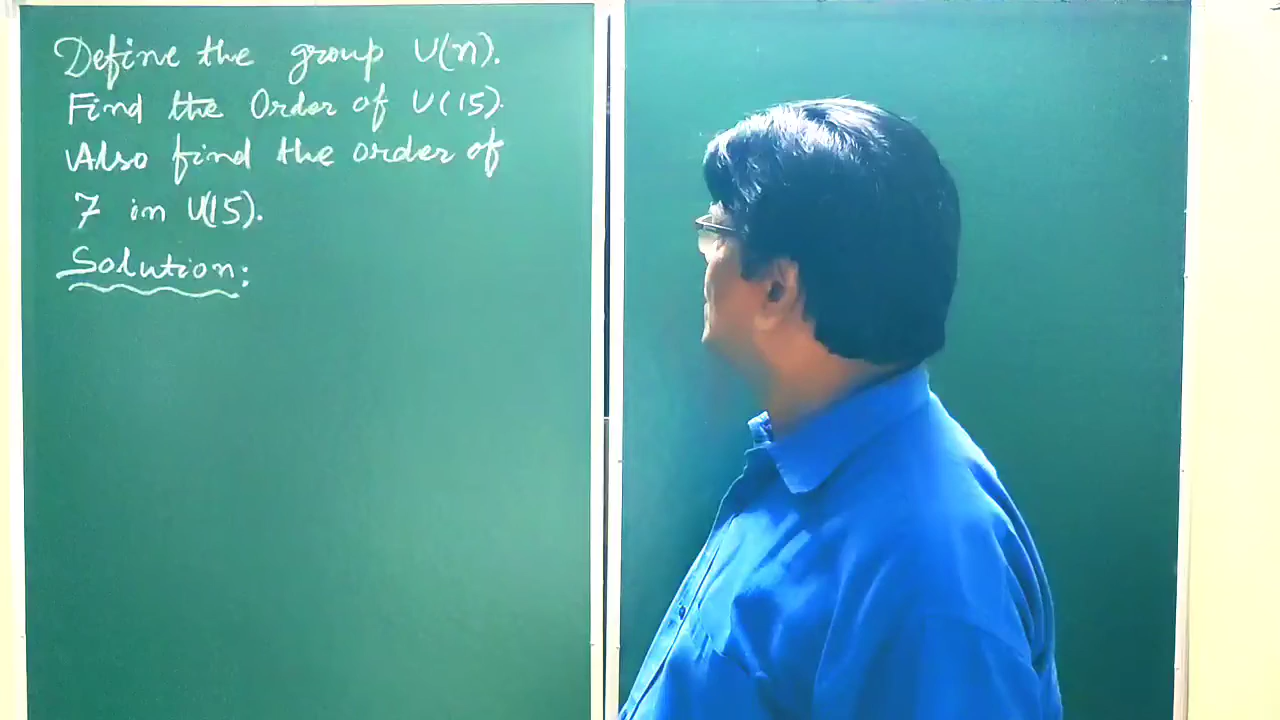 Define the group U(n).
Find the Order of U(15).
Also find the order of
7 in U(15).
Solution: